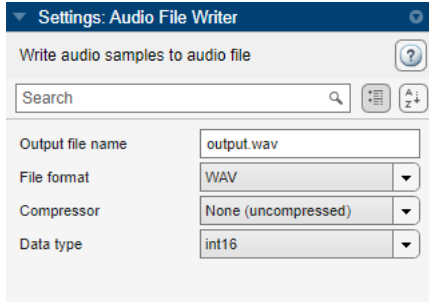 Settings: Audio File Writer
Write audio samples to audio file
?
Search
A
Z
Output file name output.wav
File format WAV
Compressor None (uncompressed)
Data type int16